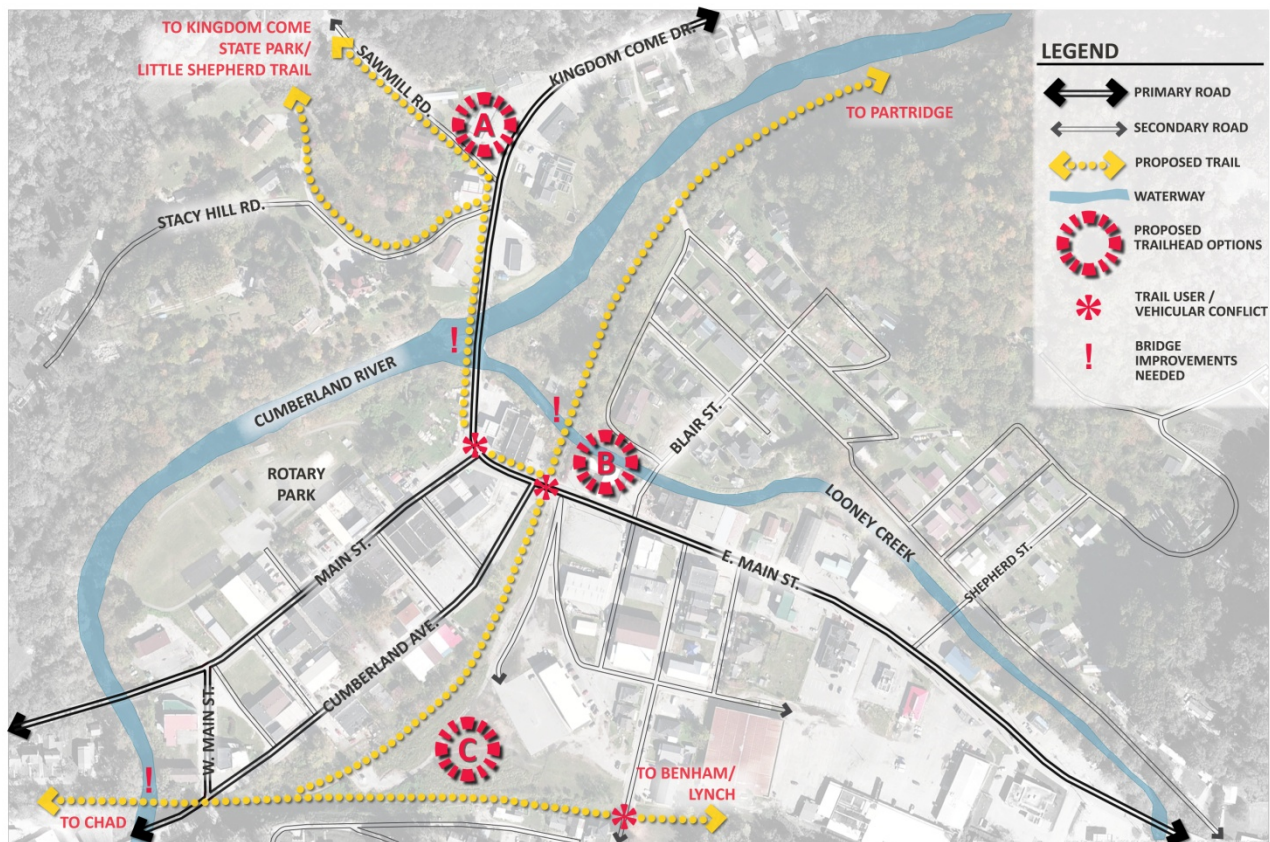 TO KINGDOM COME
STATE PARK/
LITTLE SHEPHERD TRAIL
SAWMILL RD.
KINGDOM COME DR.
A
TO PARTRIDGE
STACY HILL RD.
!
CUMBERLAND RIVER
!
BLAIR ST.
B
ROTARY
PARK
MAIN ST.
E. MAIN ST.
LOONEY CREEK
SHEPHERD ST.
CUMBERLAND AVE.
W. MAIN ST.
C
!
TO CHAD
TO BENHAM/
LYNCH
LEGEND
PRIMARY ROAD
SECONDARY ROAD
PROPOSED TRAIL
WATERWAY
PROPOSED
TRAILHEAD OPTIONS
TRAIL USER /
VEHICULAR CONFLICT
!
BRIDGE
IMPROVEMENTS
NEEDED